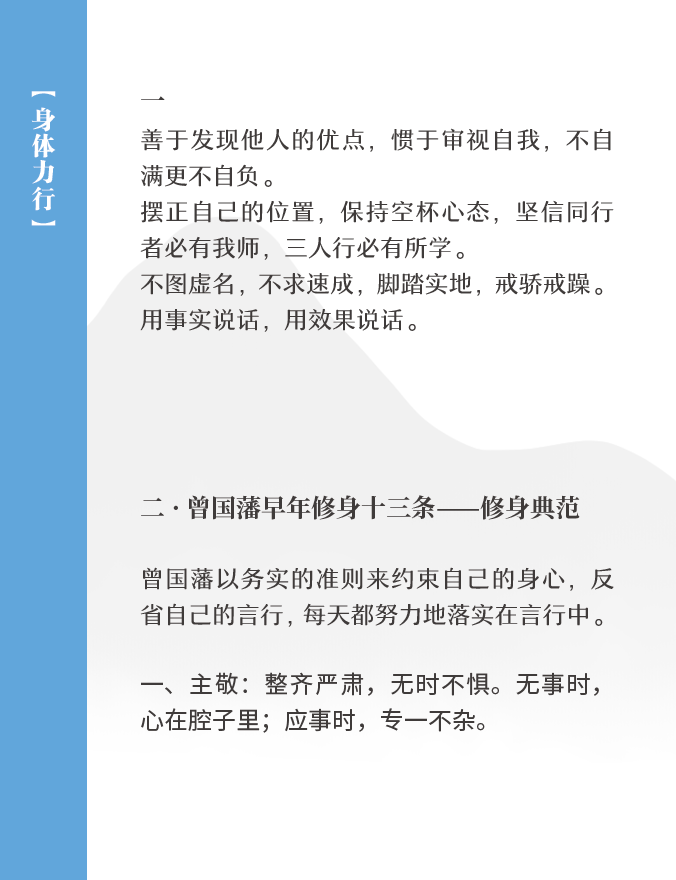 【身体力行】
一
善于发现他人的优点，惯于审视自我，不自
满更不自负。
摆正自己的位置，保持空杯心态，坚信同行
者必有我师，三人行必有所学。
不图虚名，不求速成，脚踏实地，戒骄戒躁。
用事实说话，用效果说话。
二·曾国藩早年修身十三条——修身典范
曾国藩以务实的准则来约束自己的身心，反
省自己的言行，每天都努力地落实在言行中。
一、主敬：整齐严肃，无时不惧。无事时，
心在腔子里；应事时，专一不杂。